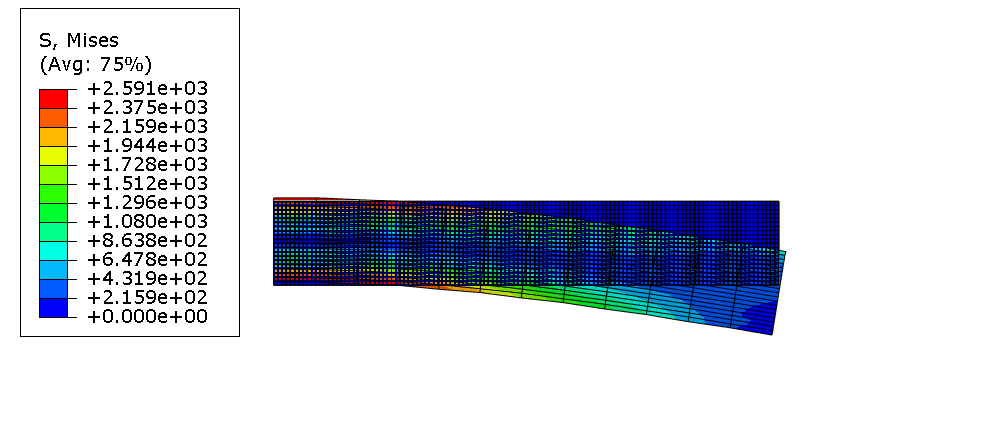 S, Mises
(Avg: 75%)
+2.591e+03
+2.375e+03
+2.159e+03
+1.944e+03
+1.728e+03
+1.512e+03
+1.296e+03
+1.080e+03
+8.638e+02
+6.478e+02
+4.319e+02
+2.159e+02
+0.000e+00